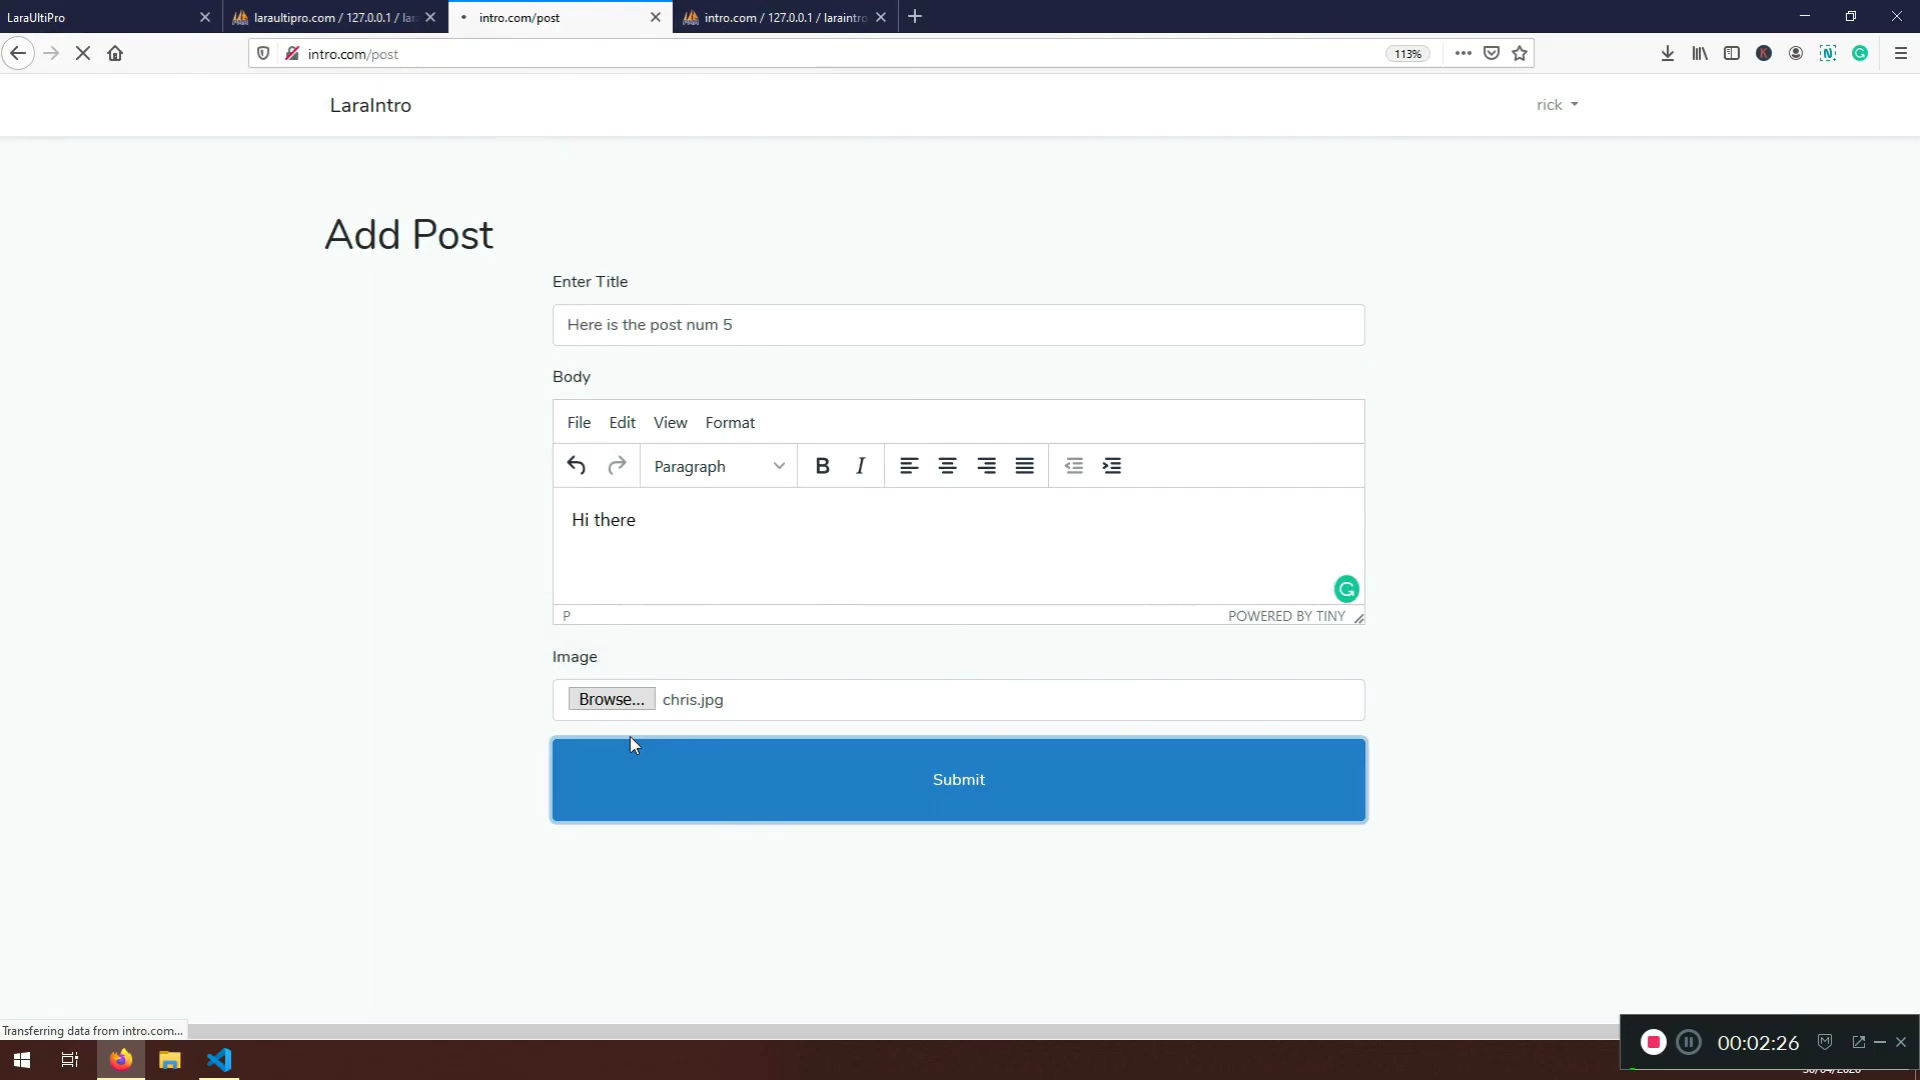 LaraUltiPro
laraultipro.com / 127.0.0.1 / lar
intro.com/post
intro.com / 127.0.0.1 / laraintro
intro.com/post
113%
LaraIntro
rick
Add Post
Enter Title
Here is the post num 5
Body
File Edit View Format
Paragraph
B I
Hi there
P
POWERED BY TINY
Image
Browse... chris.jpg
Submit
Transferring data from intro.com...
00:02:26